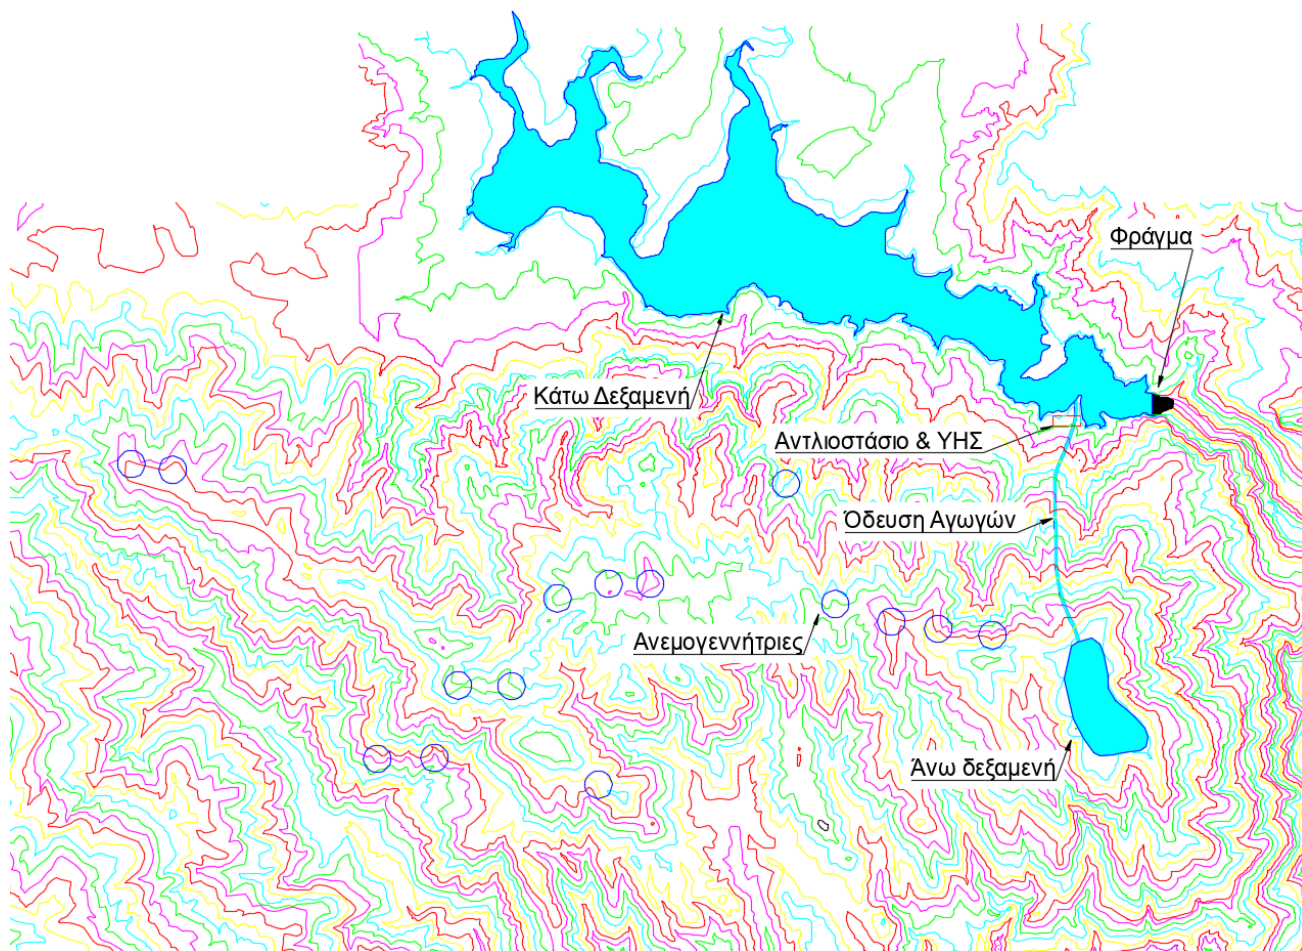 Φράγμα
Κάτω Δεξαμενή
Αντλιοστάσιο & ΥΗΣ
Όδευση Αγωγών
Ανεμογεννήτριες
Άνω δεξαμενή